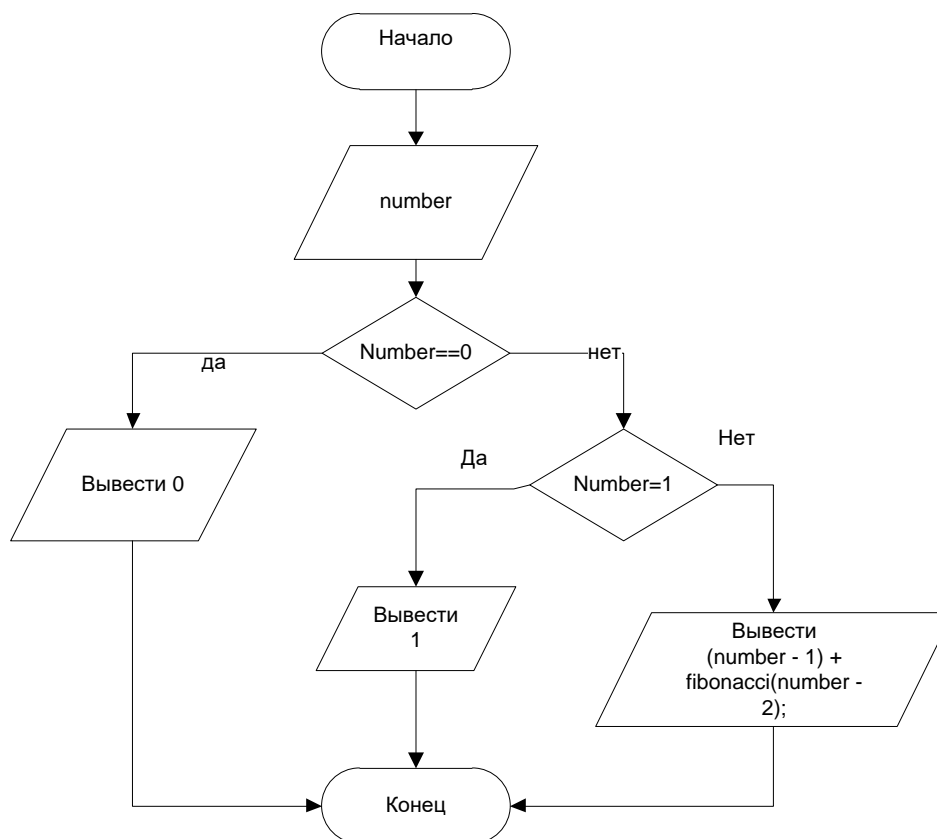 Начало
number
Number==0
да
нет
Вывести 0
Да
Number=1
Нет
Вывести
1
Вывести
(number - 1) +
fibonacci(number -
2);
Конец